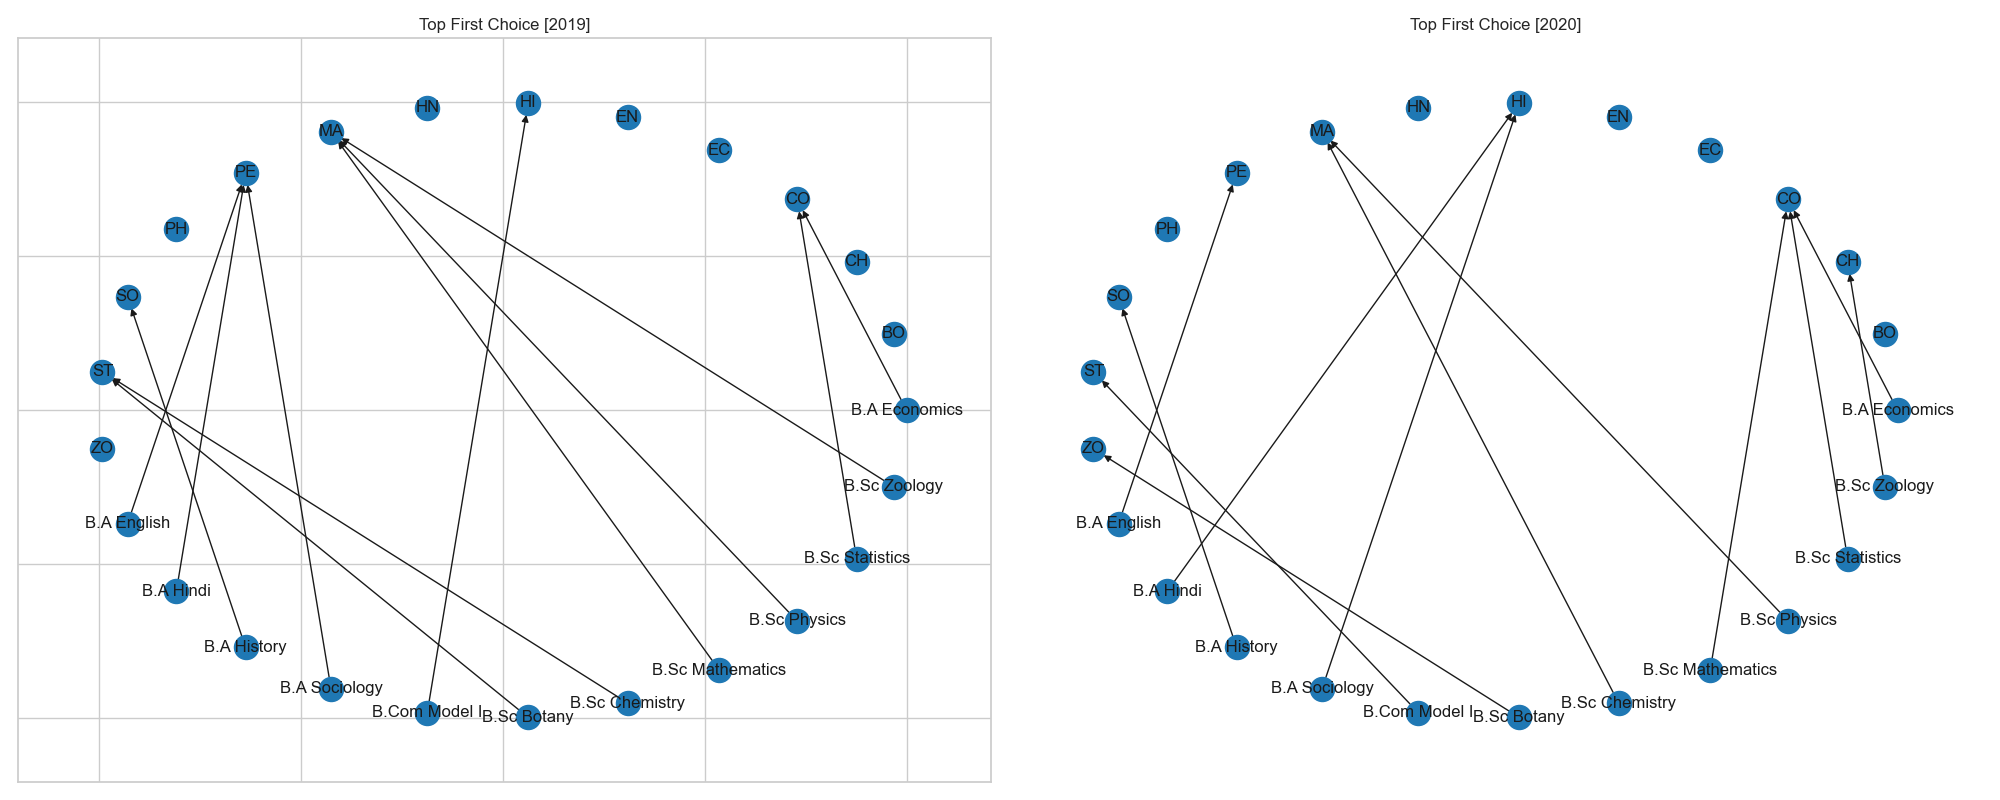 Top First Choice [2019]
HN
HI
EN
MA
EC
PE
CO
PH
CH
SO
BO
ST
B.A Economics
ZO
B.Sc Zoology
B.A English
B.Sc Statistics
B.A Hindi
B.Sc Physics
B.A History
B.Sc Mathematics
B.A Sociology
B.Sc Chemistry
B.Com Model I
B.Sc Botany
Top First Choice [2020]
HN
HI
EN
MA
EC
PE
CO
PH
CH
SO
BO
ST
B.A Economics
ZO
B.Sc Zoology
B.A English
B.Sc Statistics
B.A Hindi
B.Sc Physics
B.A History
B.Sc Mathematics
B.A Sociology
B.Sc Chemistry
B.Com Model I
B.Sc Botany